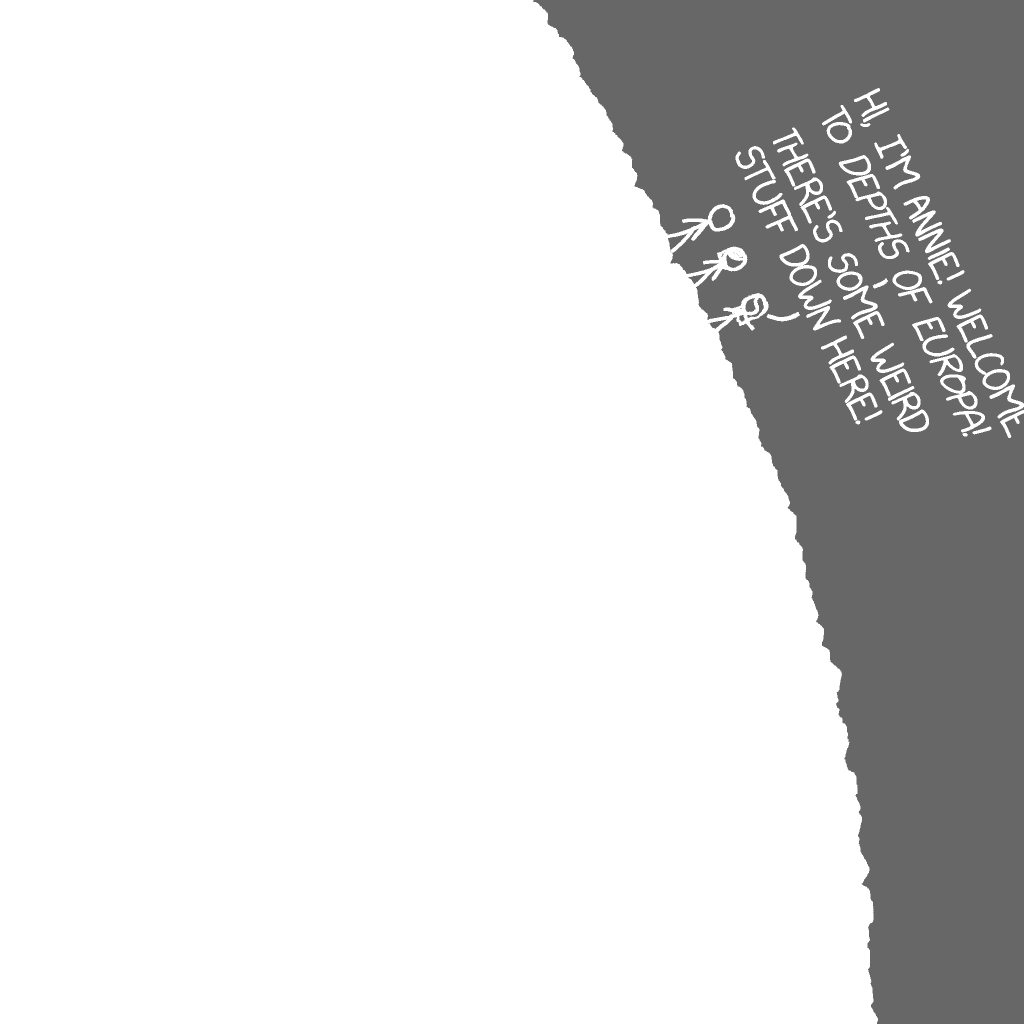 HI, I'M ANNIE! WELCOME
TO DEPTHS OF EUROPA!
THERE'S SOME WEIRD
STUFF DOWN HERE!